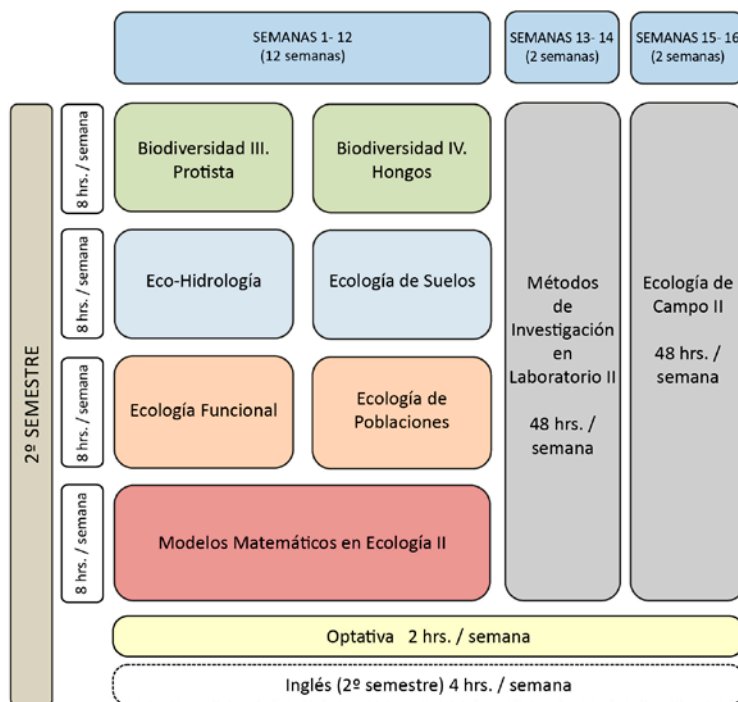 SEMANAS 1- 12
(12 semanas)
SEMANAS 13- 14
(2 semanas)
SEMANAS 15- 16
(2 semanas)
2º SEMESTRE
8 hrs. / semana
Biodiversidad III.
Protista
Biodiversidad IV.
Hongos
8 hrs. / semana
Eco-Hidrología
Ecología de Suelos
8 hrs. / semana
Ecología Funcional
Ecología de
Poblaciones
8 hrs. / semana
Modelos Matemáticos en Ecología II
Métodos
de
Investigación
en
Laboratorio II
48 hrs. /
semana
Ecología de
Campo II
48 hrs. /
semana
Optativa 2 hrs. / semana
Inglés (2º semestre) 4 hrs. / semana